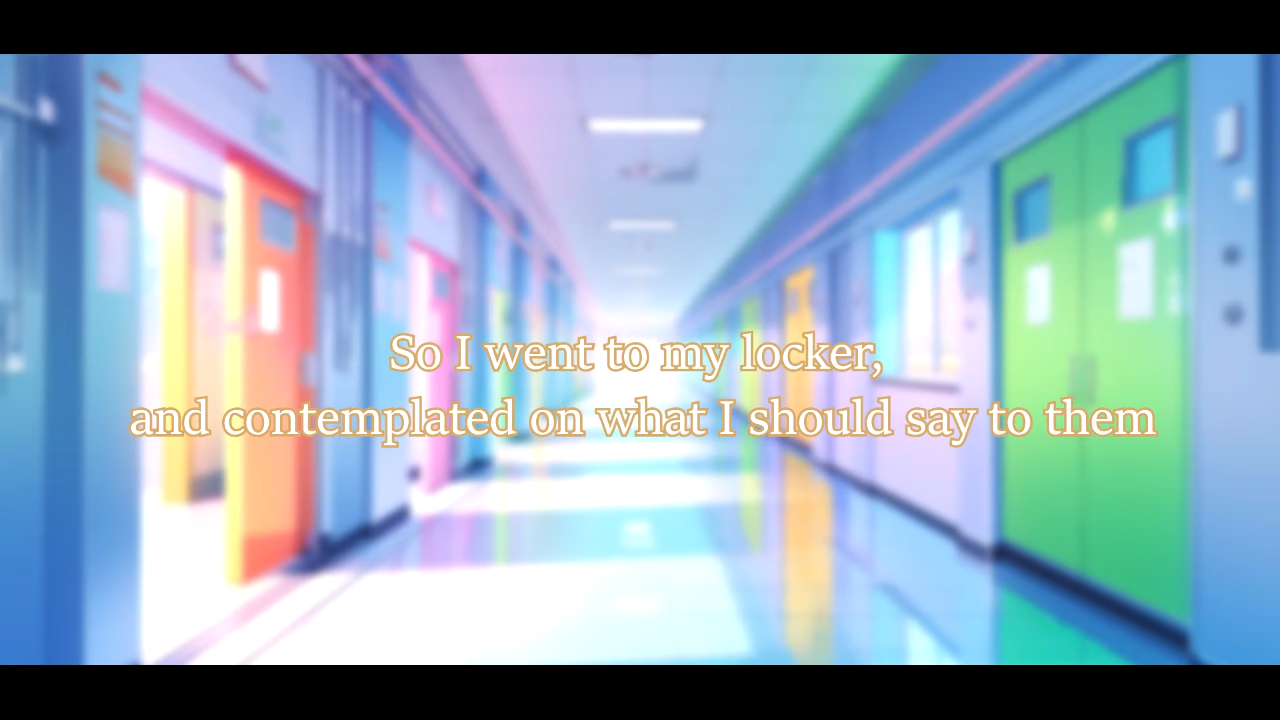 So I went to my locker,
and contemplated on what I should say to them